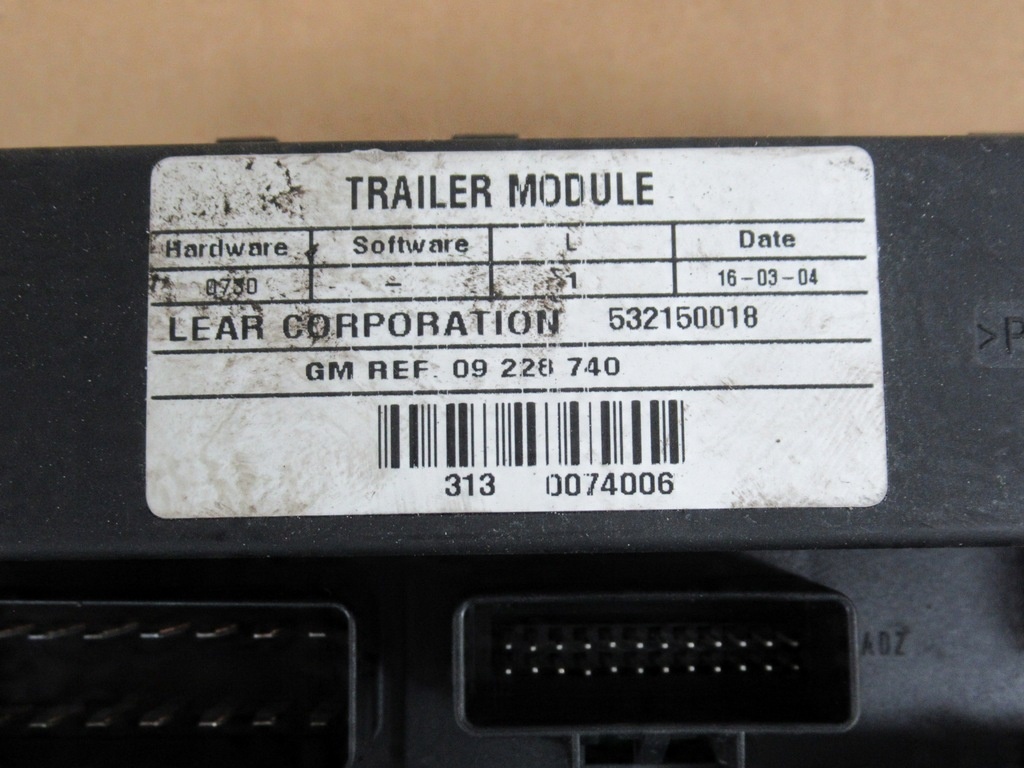 TRAILER MODULE
Hardware Software L Date
– 1 16-03-04
LEAR CORPORATION 532150018
GM REF. 09 228 740
313 0074006
>P